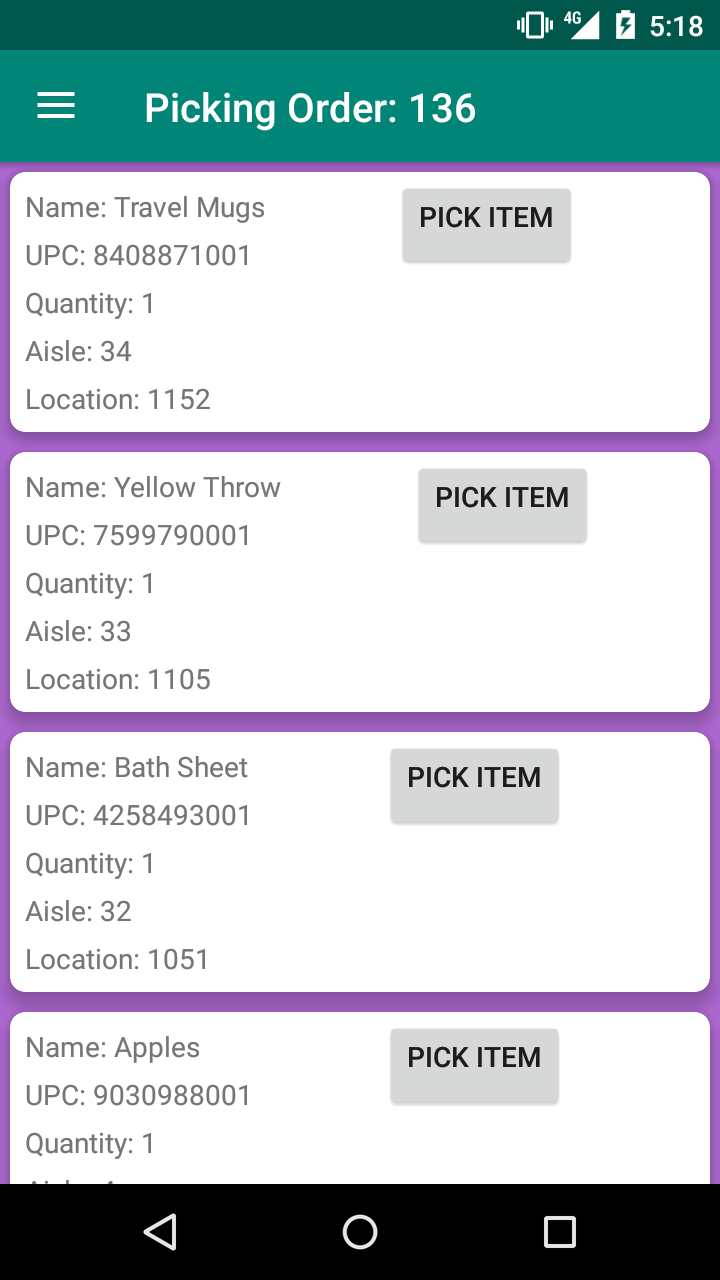 4G 5:18
Picking Order: 136
Name: Travel Mugs
PICK ITEM
UPC: 8408871001
Quantity: 1
Aisle: 34
Location: 1152
Name: Yellow Throw
PICK ITEM
UPC: 7599790001
Quantity: 1
Aisle: 33
Location: 1105
Name: Bath Sheet
PICK ITEM
UPC: 4258493001
Quantity: 1
Aisle: 32
Location: 1051
Name: Apples
PICK ITEM
UPC: 9030988001
Quantity: 1